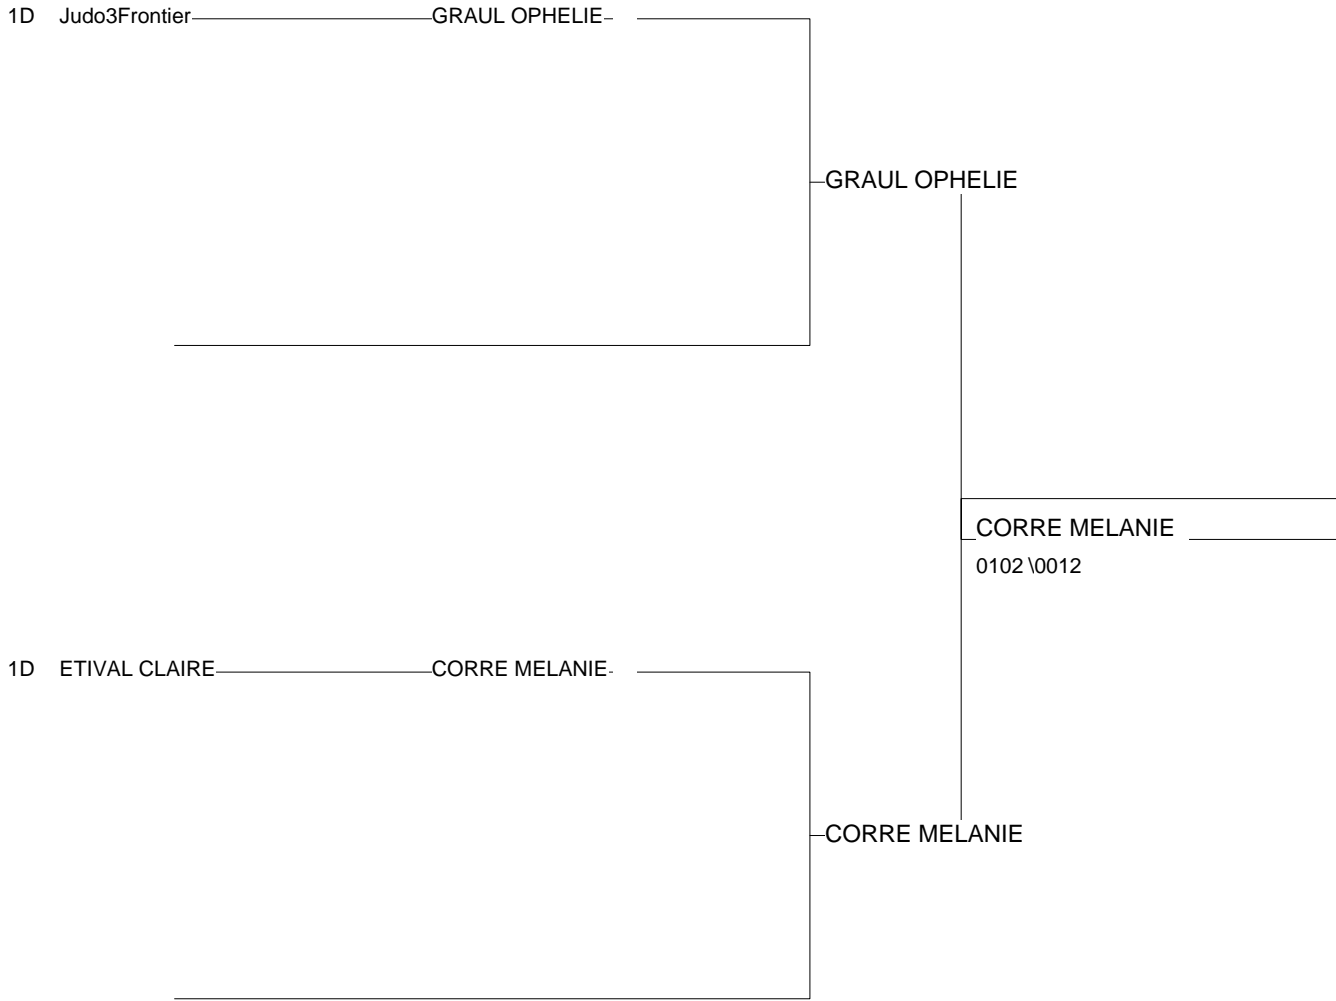 1D Judo3Frontier GRAUL OPHELIE
GRAUL OPHELIE
CORRE MELANIE
0102 \0012
1D ETIVAL CLAIRE CORRE MELANIE
CORRE MELANIE